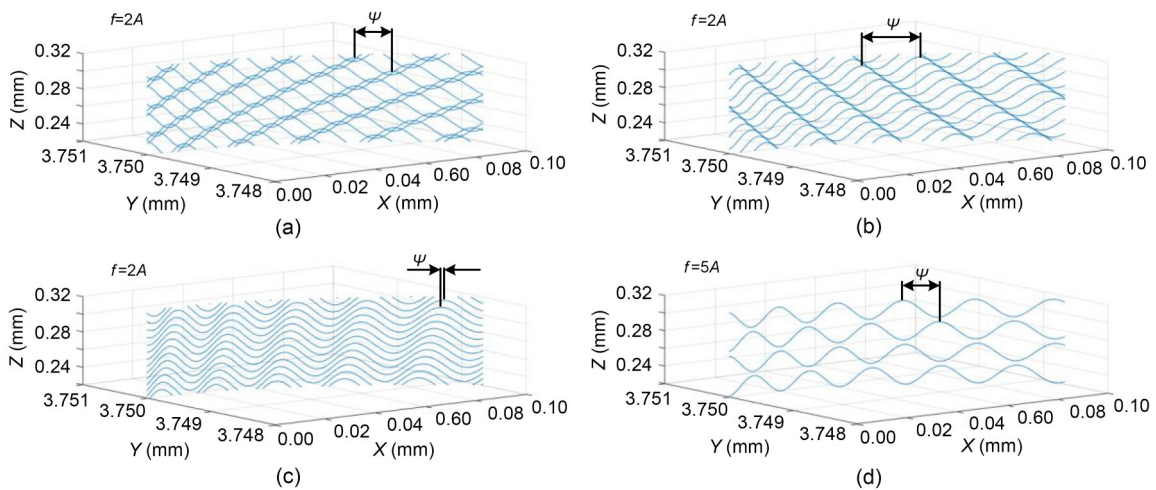 f=2A
ψ
0.32
0.28
0.24
Z (mm)
3.751
3.750
3.749
3.748
Y (mm)
0.00
0.02
0.04
0.60
0.08
0.10
X (mm)
(a)
f=2A
ψ
0.32
0.28
0.24
Z (mm)
3.751
3.750
3.749
3.748
Y (mm)
0.00
0.02
0.04
0.60
0.08
0.10
X (mm)
(b)
f=2A
ψ
0.32
0.28
0.24
Z (mm)
3.751
3.750
3.749
3.748
Y (mm)
0.00
0.02
0.04
0.60
0.08
0.10
X (mm)
(c)
f=5A
ψ
0.32
0.28
0.24
Z (mm)
3.751
3.750
3.749
3.748
Y (mm)
0.00
0.02
0.04
0.60
0.08
0.10
X (mm)
(d)